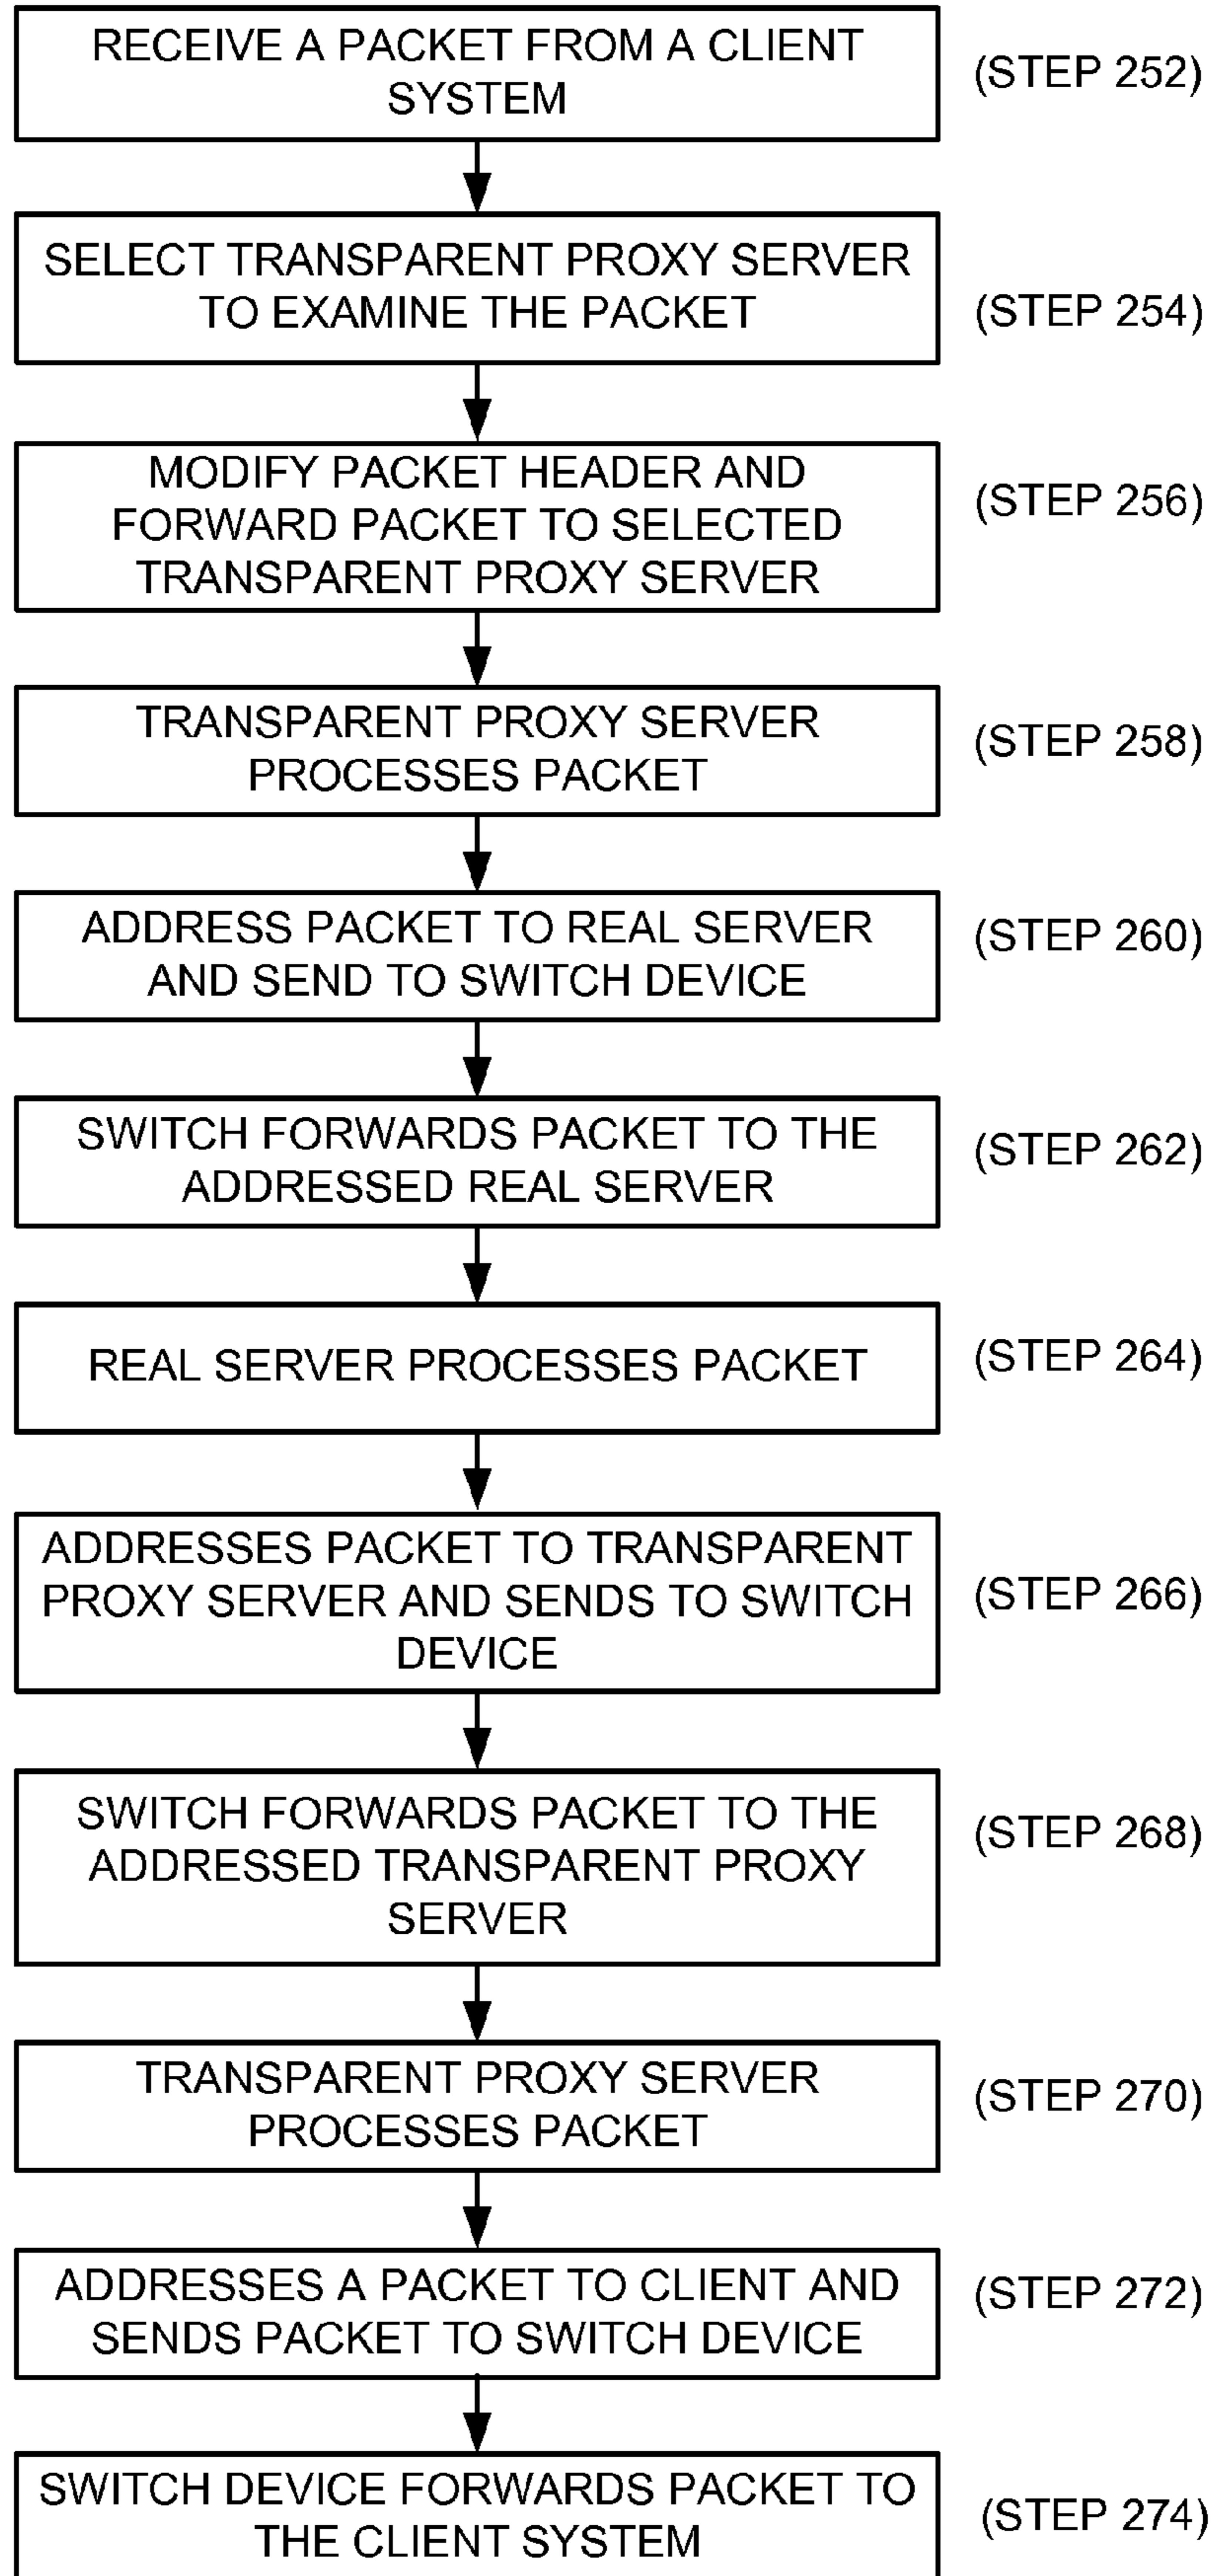 RECEIVE A PACKET FROM A CLIENT
SYSTEM
(STEP 252)
SELECT TRANSPARENT PROXY SERVER
TO EXAMINE THE PACKET
(STEP 254)
MODIFY PACKET HEADER AND
FORWARD PACKET TO SELECTED
TRANSPARENT PROXY SERVER
(STEP 256)
TRANSPARENT PROXY SERVER
PROCESSES PACKET
(STEP 258)
ADDRESS PACKET TO REAL SERVER
AND SEND TO SWITCH DEVICE
(STEP 260)
SWITCH FORWARDS PACKET TO THE
ADDRESSED REAL SERVER
(STEP 262)
REAL SERVER PROCESSES PACKET
(STEP 264)
ADDRESSES PACKET TO TRANSPARENT
PROXY SERVER AND SENDS TO SWITCH
DEVICE
(STEP 266)
SWITCH FORWARDS PACKET TO THE
ADDRESSED TRANSPARENT PROXY
SERVER
(STEP 268)
TRANSPARENT PROXY SERVER
PROCESSES PACKET
(STEP 270)
ADDRESSES A PACKET TO CLIENT AND
SENDS PACKET TO SWITCH DEVICE
(STEP 272)
SWITCH DEVICE FORWARDS PACKET TO
THE CLIENT SYSTEM
(STEP 274)